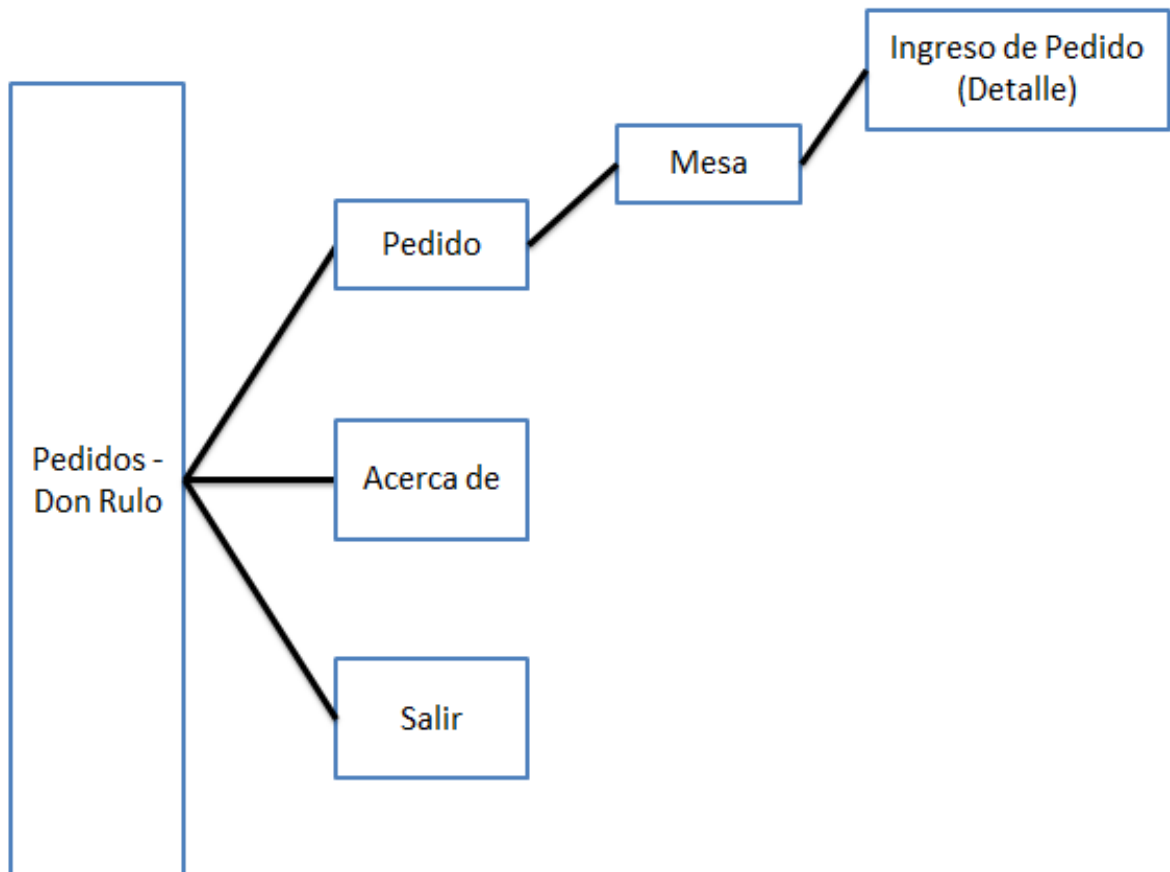 Ingreso de Pedido
(Detalle)
Mesa
Pedido
Pedidos -
Don Rulo
Acerca de
Salir